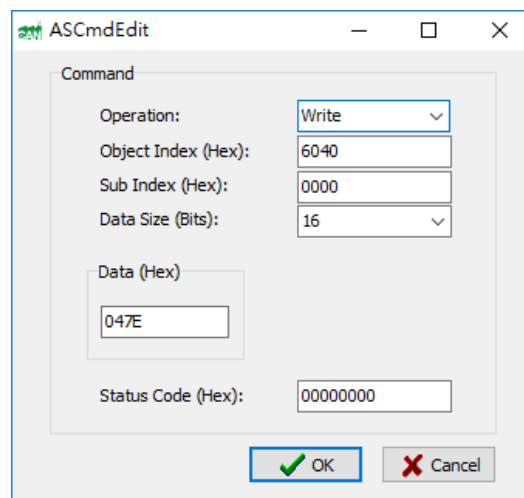 ASCmdEdit
Command
Operation: Write
Object Index (Hex): 6040
Sub Index (Hex): 0000
Data Size (Bits): 16
Data (Hex)
047E
Status Code (Hex): 00000000
OK Cancel